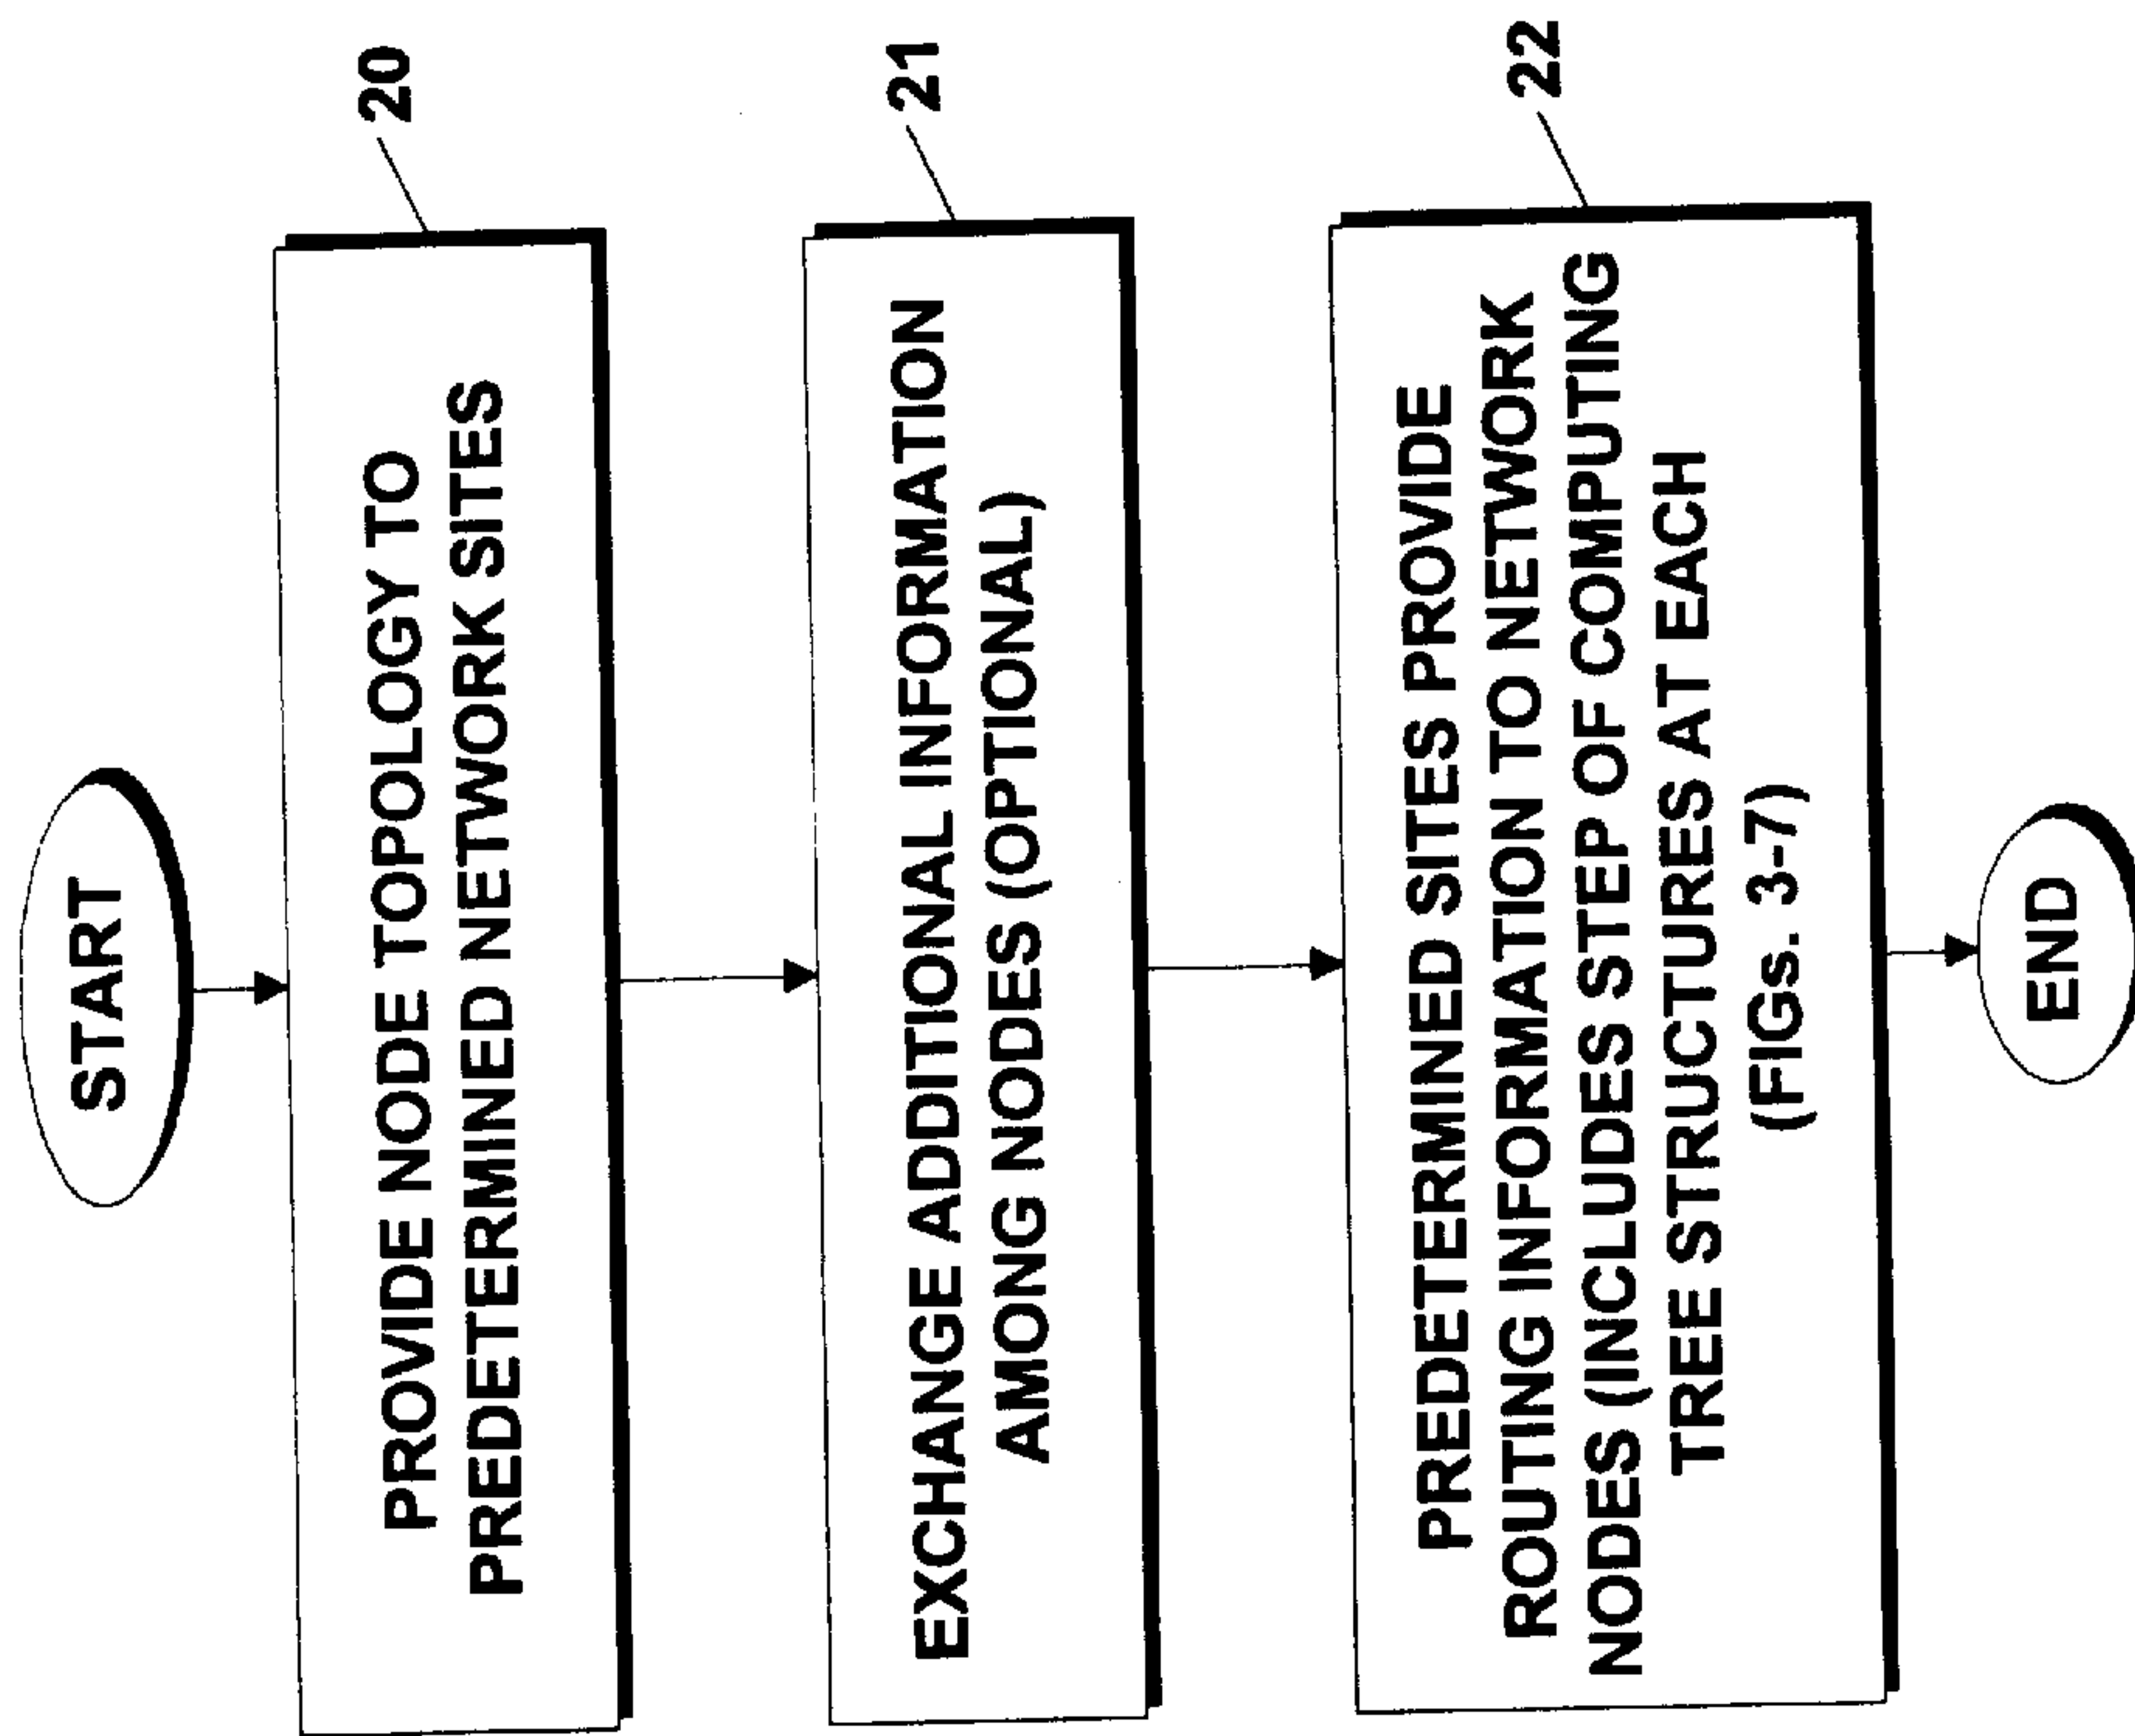 START
20
PROVIDE NODE TOPOLOGY TO
PREDETERMINED NETWORK SITES
21
EXCHANGE ADDITIONAL INFORMATION
AMONG NODES (OPTIONAL)
22
PREDETERMINED SITES PROVIDE
ROUTING INFORMATION TO NETWORK
NODES (INCLUDES STEP OF COMPUTING
TREE STRUCTURES AT EACH
(FIGs. 3-7)
END